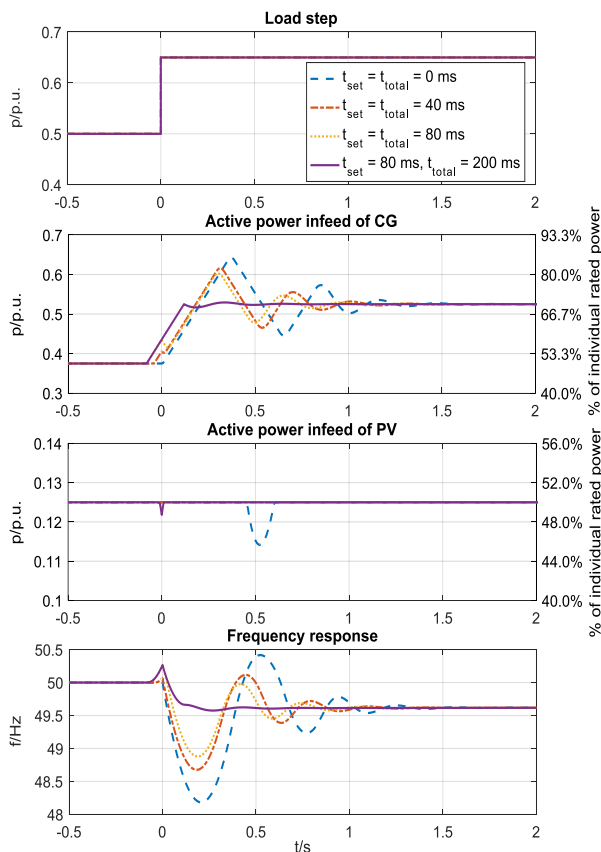 Load step
p/p.u.
0.6
0.5
0.4
-0.5 0 0.5 1 1.5 2
t_set = t_total = 0 ms
t_set = t_total = 40 ms
t_set = t_total = 80 ms
t_set = 80 ms, t_total = 200 ms
Active power infeed of CG
p/p.u.
0.7 93.3%
0.6 80.0%
0.5 66.7%
0.4 53.3%
0.3 40.0%
-0.5 0 0.5 1 1.5 2
% of individual rated power
Active power infeed of PV
p/p.u.
0.14 56.0%
0.13 52.0%
0.12 48.0%
0.11 44.0%
0.1 40.0%
-0.5 0 0.5 1 1.5 2
% of individual rated power
Frequency response
f/Hz
50.5
50
49.5
49
48.5
48
-0.5 0 0.5 1 1.5 2
t/s